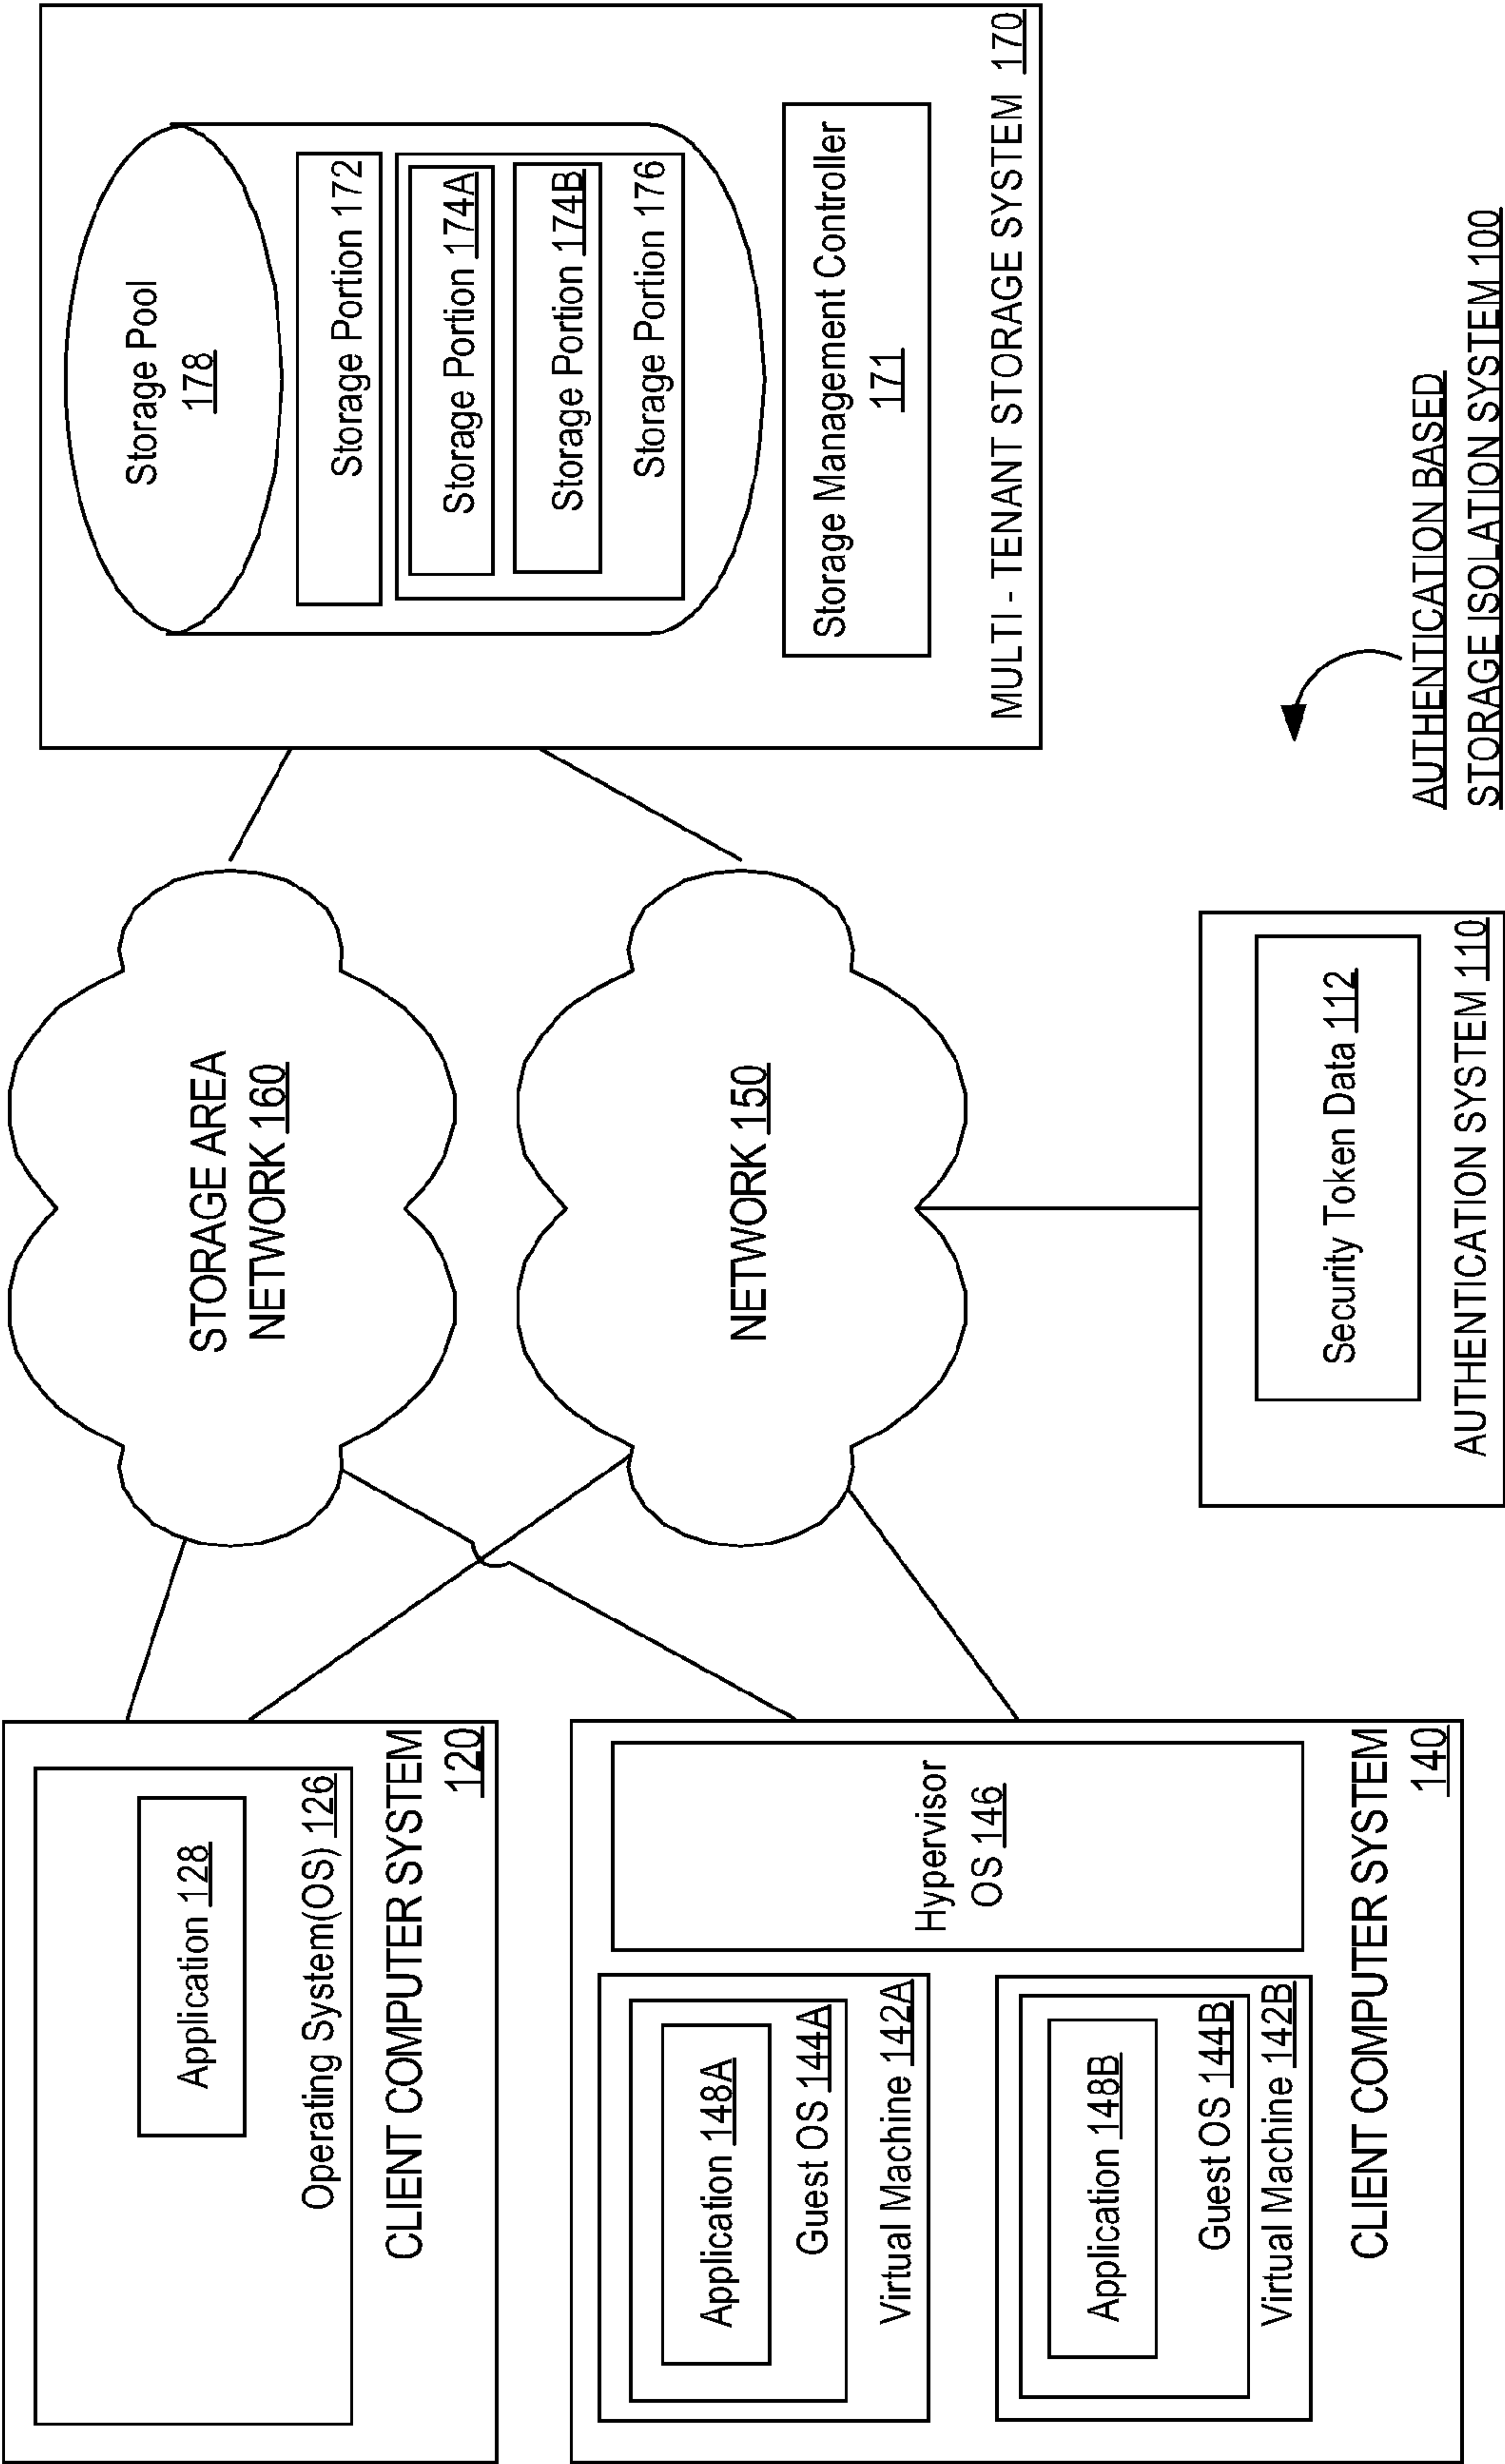 Application 128
Operating System(OS) 126
CLIENT COMPUTER SYSTEM
120
Application 148A
Guest OS 144A
Virtual Machine 142A
Application 148B
Guest OS 144B
Virtual Machine 142B
Hypervisor
OS 146
CLIENT COMPUTER SYSTEM
140
STORAGE AREA
NETWORK 160
NETWORK 150
Security Token Data 112
AUTHENTICATION SYSTEM 110
Storage Pool
178
Storage Portion 172
Storage Portion 174A
Storage Portion 174B
Storage Portion 176
Storage Management Controller
171
MULTI - TENANT STORAGE SYSTEM 170
AUTHENTICATION BASED
STORAGE ISOLATION SYSTEM 100